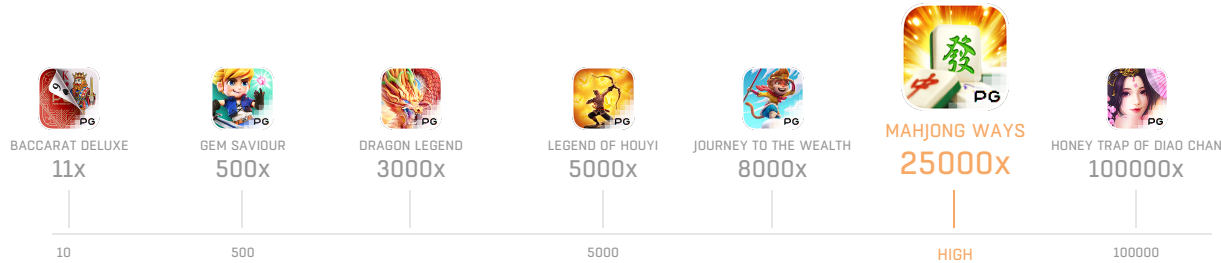 PG
PG
PG
PG
PG
發
PG
PG
BACCARAT DELUXE
11x
GEM SAVIOUR
500x
DRAGON LEGEND
3000x
LEGEND OF HOUYI
5000x
JOURNEY TO THE WEALTH
8000x
MAHJONG WAYS
25000x
HONEY TRAP OF DIAO CHAN
100000x
10
500
5000
HIGH
100000